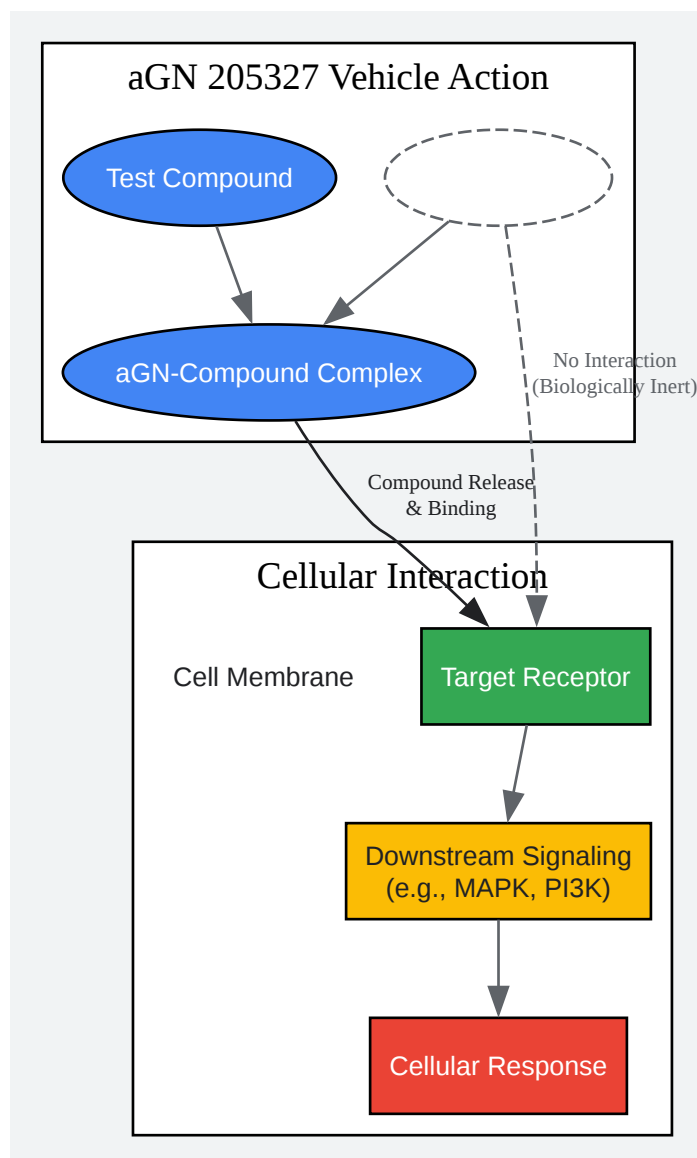 aGN 205327 Vehicle Action
Test Compound
aGN-Compound Complex
No Interaction
(Biologically Inert)
Compound Release
& Binding
Cellular Interaction
Cell Membrane
Target Receptor
Downstream Signaling
(e.g., MAPK, PI3K)
Cellular Response